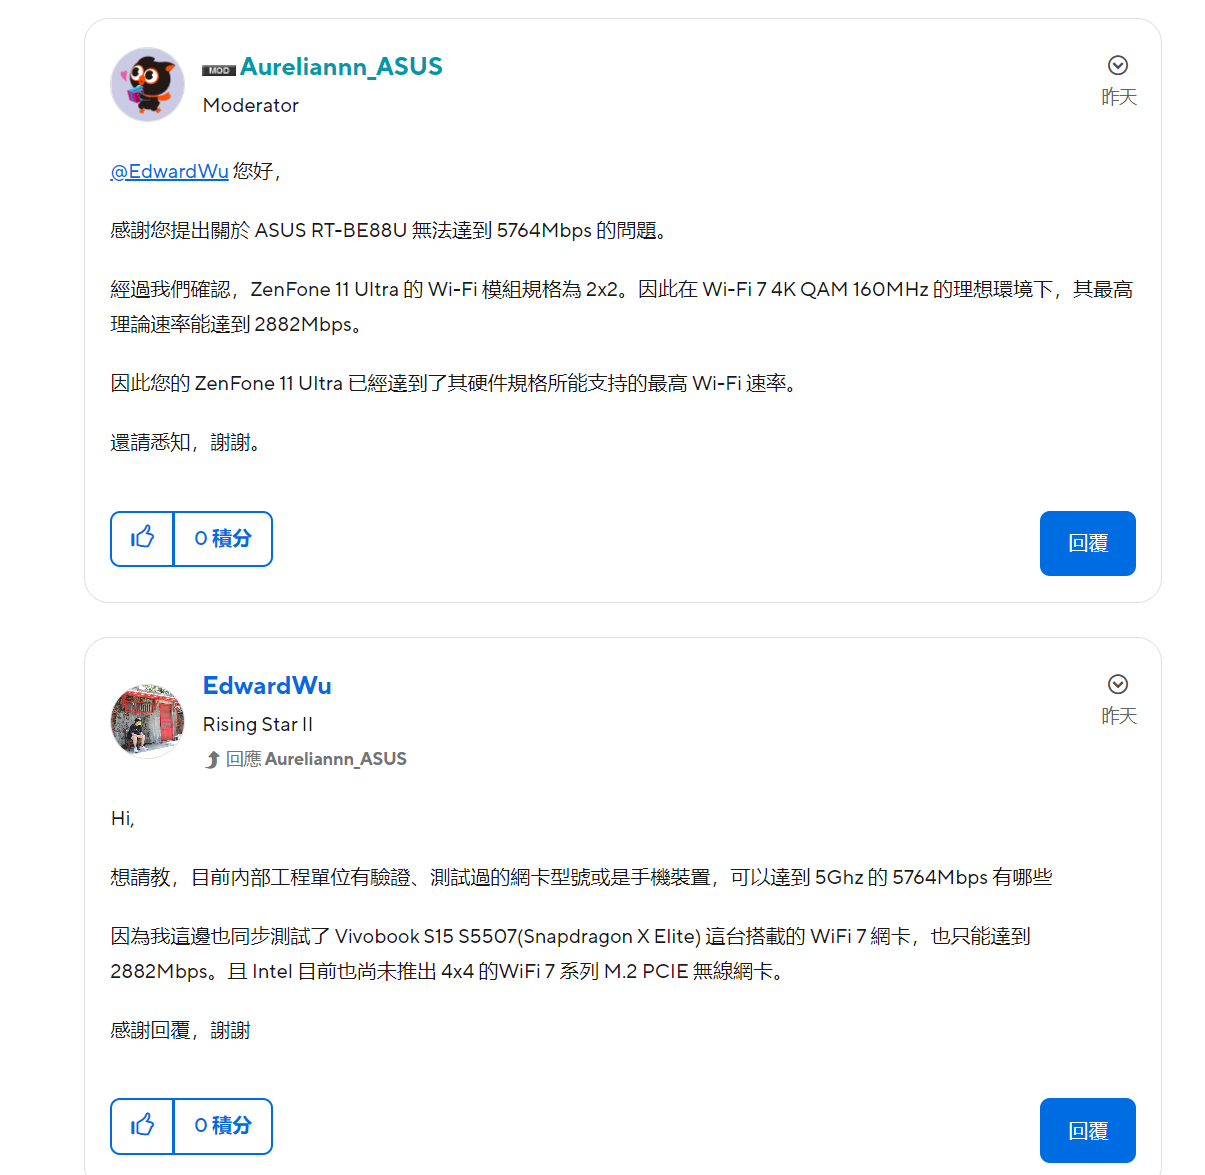 MOD Aureliannn_ASUS
昨天
Moderator
@EdwardWu 您好，
感謝您提出關於 ASUS RT-BE88U 無法達到 5764Mbps 的問題。
經過我們確認，ZenFone 11 Ultra 的 Wi-Fi 模組規格為 2x2。因此在 Wi-Fi 7 4K QAM 160MHz 的理想環境下，其最高
理論速率能達到 2882Mbps。
因此您的 ZenFone 11 Ultra 已經達到了其硬件規格所能支持的最高 Wi-Fi 速率。
還請悉知，謝謝。
0 積分
回覆
EdwardWu
昨天
Rising Star II
回應 Aureliannn_ASUS
Hi,
想請教，目前內部工程單位有驗證、測試過的網卡型號或是手機裝置，可以達到 5Ghz 的 5764Mbps 有哪些
因為我這邊也同步測試了 Vivobook S15 S5507(Snapdragon X Elite) 這台搭載的 WiFi 7 網卡，也只能達到
2882Mbps。且 Intel 目前也尚未推出 4x4 的WiFi 7 系列 M.2 PCIE 無線網卡。
感謝回覆，謝謝
0 積分
回覆